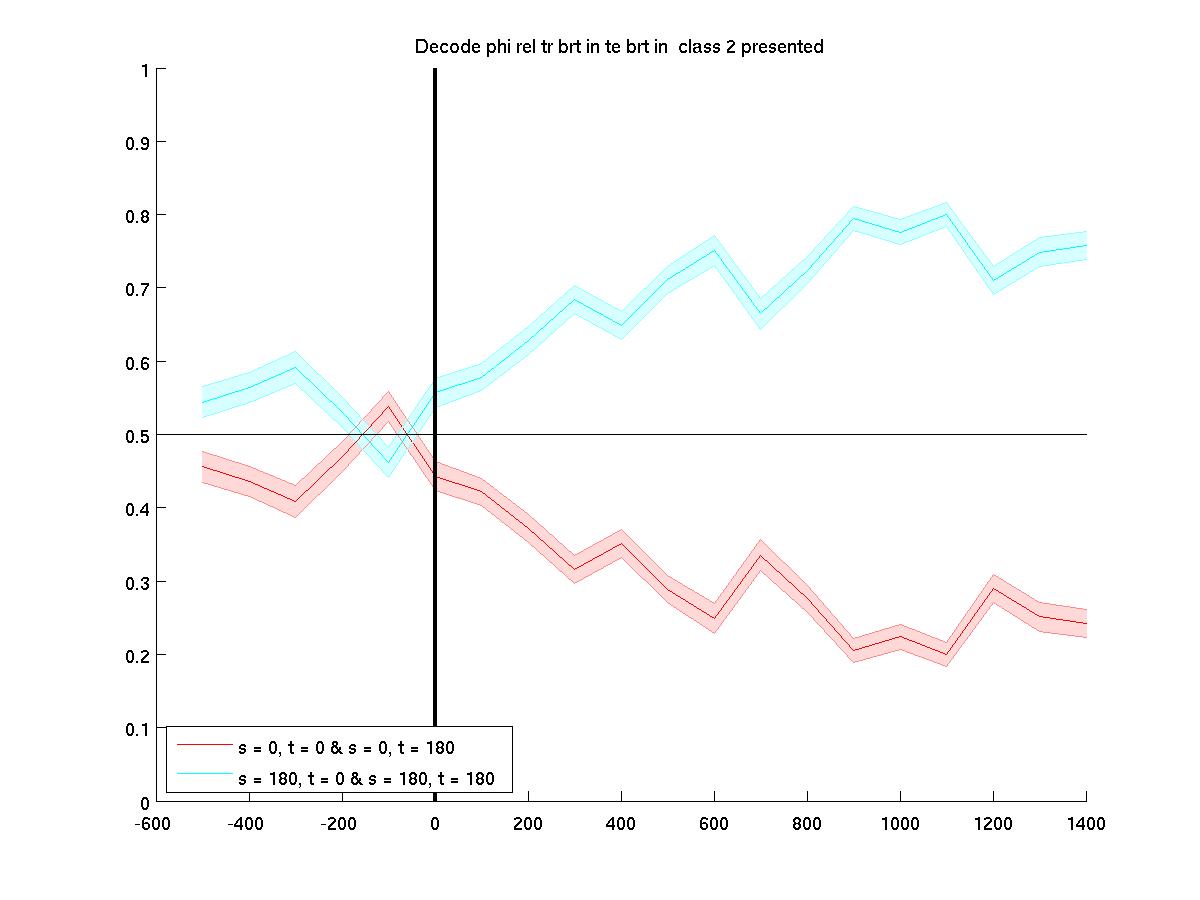 Decode phi rel tr brt in te brt in  class 2 presented
1
0.9
0.8
0.7
0.6
0.5
0.4
0.3
0.2
0.1
0
s = 0, t = 0 & s = 0, t = 180
s = 180, t = 0 & s = 180, t = 180
-600 -400 -200 0 200 400 600 800 1000 1200 1400